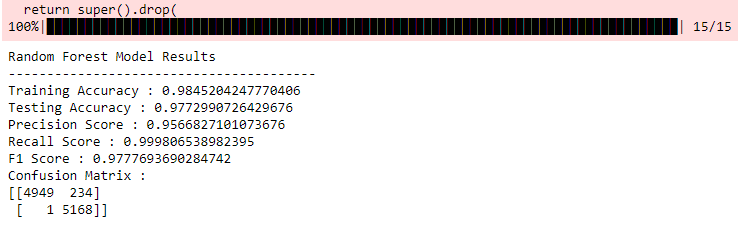 return super().drop(
100%| | 15/15
Random Forest Model Results
----------------------------------------
Training Accuracy : 0.9845204247770406
Testing Accuracy : 0.9772990726429676
Precision Score : 0.9566827101073676
Recall Score : 0.999806538982395
F1 Score : 0.9777693690284742
Confusion Matrix :
[[4949  234]
 [   1 5168]]